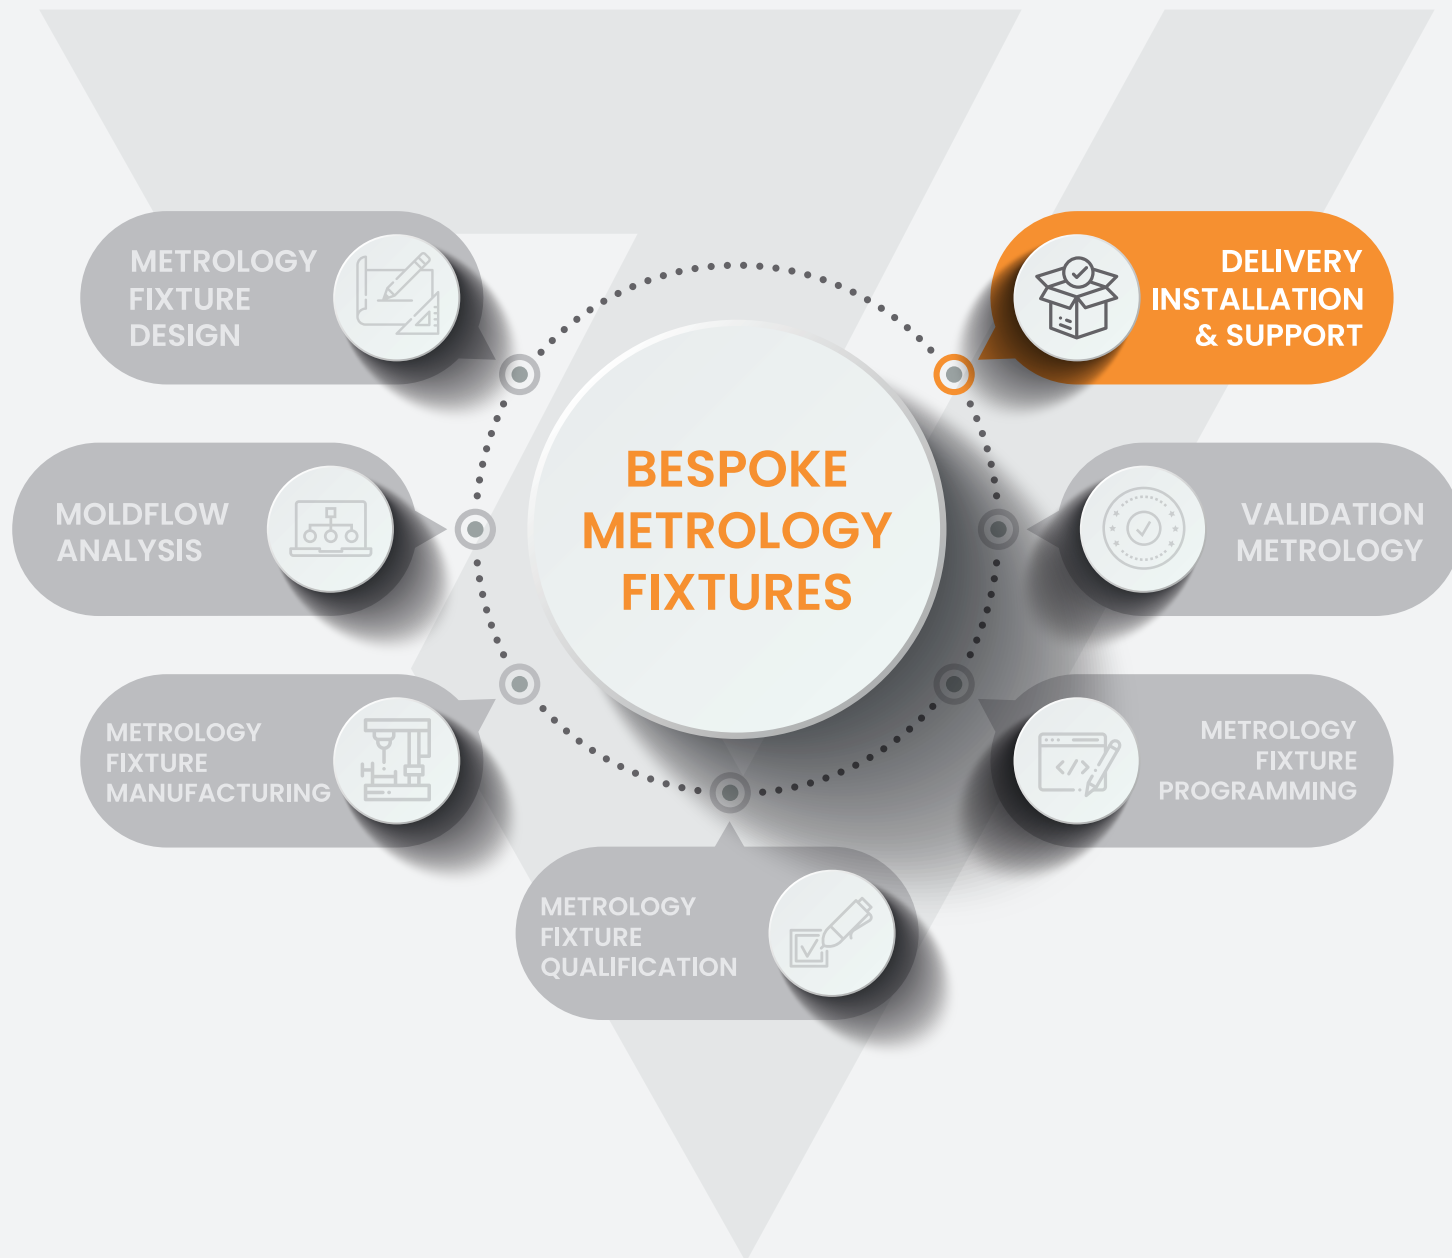 METROLOGY
FIXTURE
DESIGN
DELIVERY
INSTALLATION
& SUPPORT
BESPOKE
METROLOGY
FIXTURES
MOLDFLOW
ANALYSIS
VALIDATION
METROLOGY
METROLOGY
FIXTURE
MANUFACTURING
METROLOGY
FIXTURE
PROGRAMMING
METROLOGY
FIXTURE
QUALIFICATION